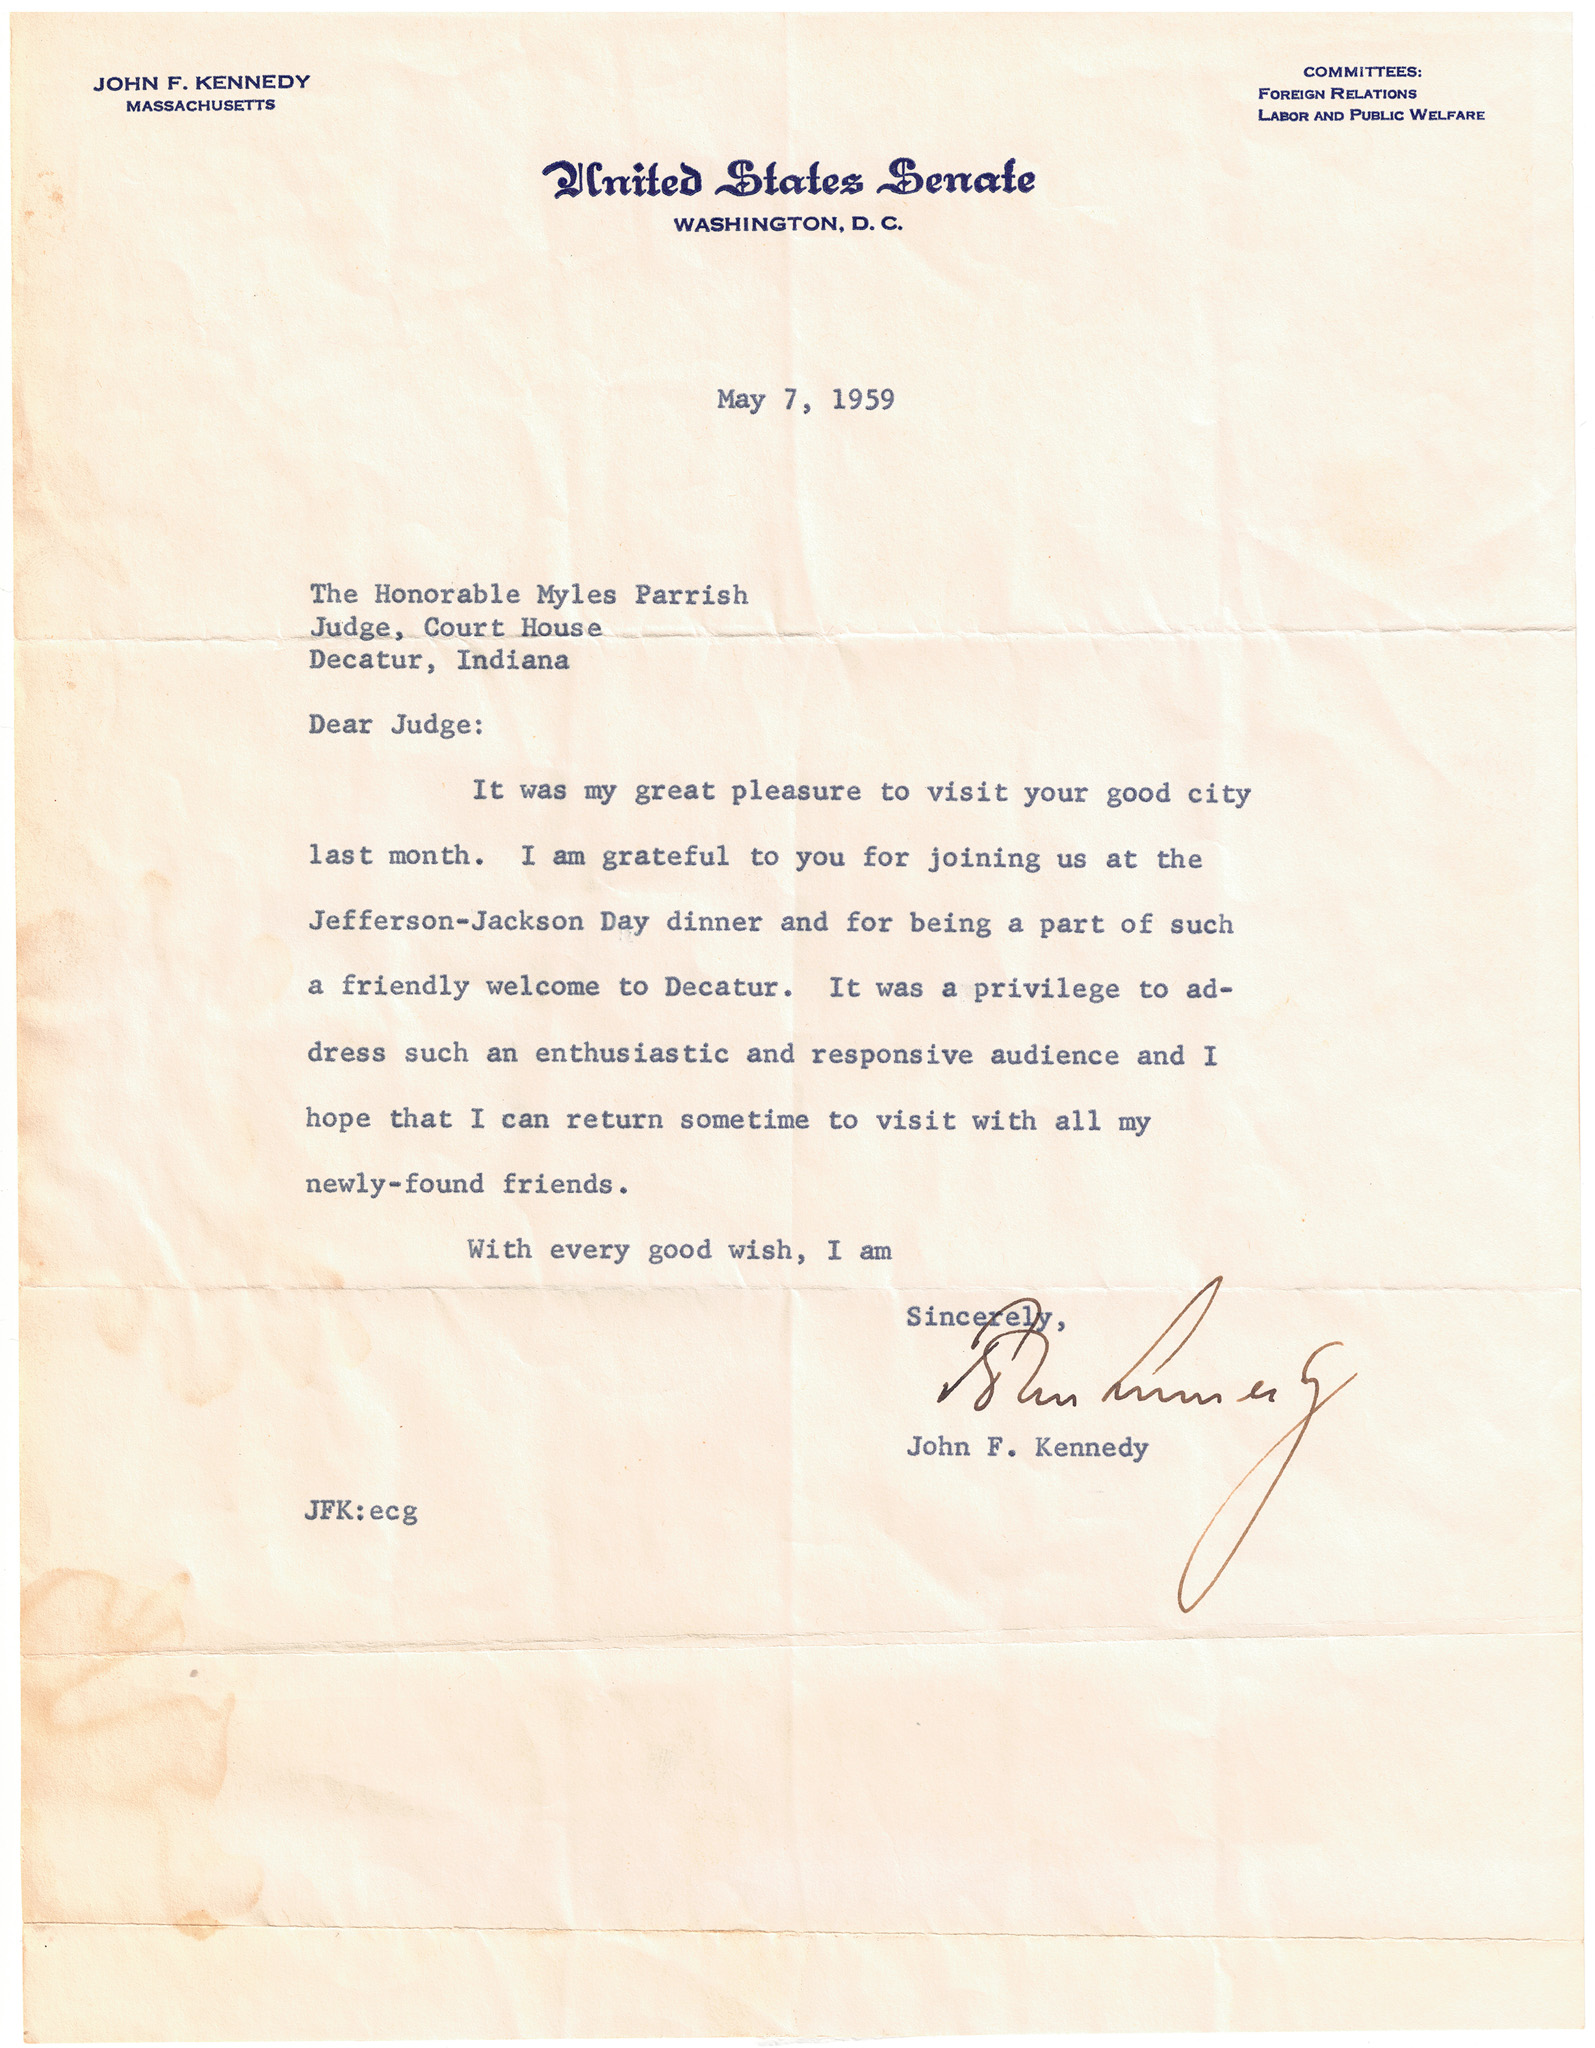 JOHN F. KENNEDY
MASSACHUSETTS
COMMITTEES:
FOREIGN RELATIONS
LABOR AND PUBLIC WELFARE
United States Senate
WASHINGTON, D. C.
May 7, 1959
The Honorable Myles Parrish
Judge, Court House
Decatur, Indiana
Dear Judge:
It was my great pleasure to visit your good city
last month. I am grateful to you for joining us at the
Jefferson-Jackson Day dinner and for being a part of such
a friendly welcome to Decatur. It was a privilege to ad-
dress such an enthusiastic and responsive audience and I
hope that I can return sometime to visit with all my
newly-found friends.
With every good wish, I am
Sincerely,
John Kennedy
John F. Kennedy
JFK:ecg